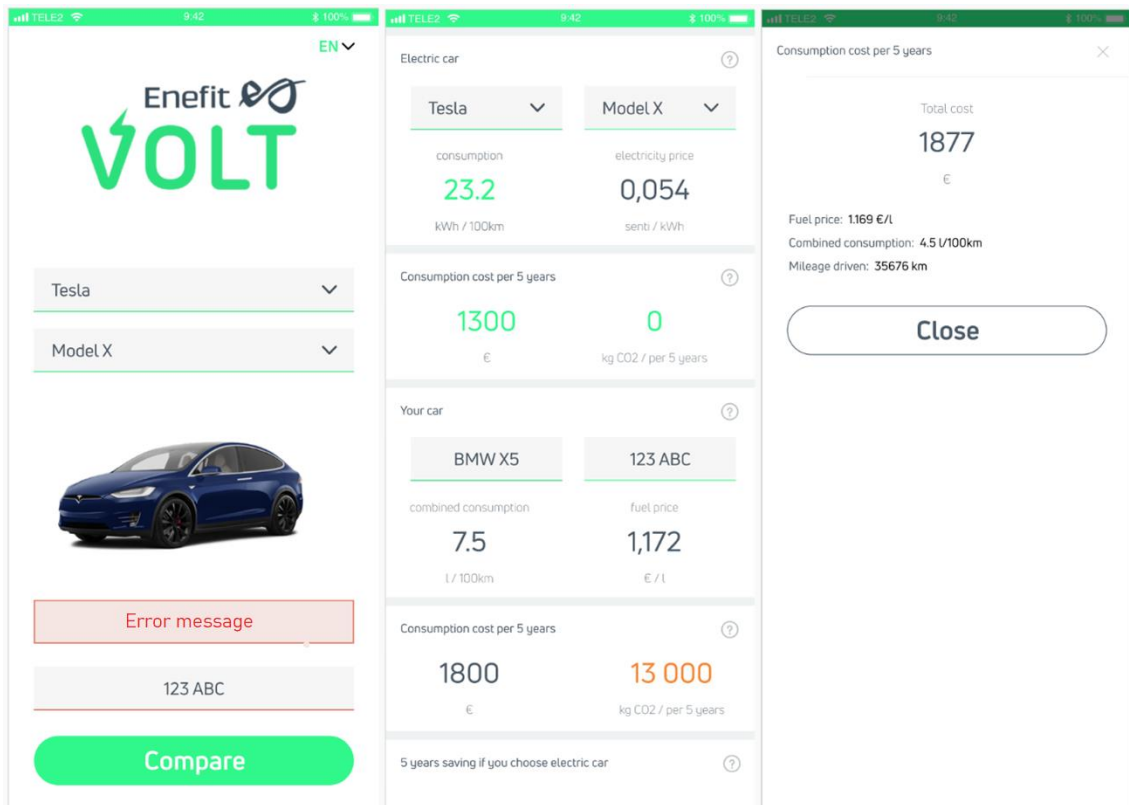 TELE2 9:42 100%
EN
Enefit
VOLT
Tesla
Model X
Error message
123 ABC
Compare
TELE2 9:42 100%
Electric car ?
Tesla Model X
consumption electricity price
23.2 0,054
kWh / 100km senti / kWh
Consumption cost per 5 years ?
1300 0
€ kg CO2 / per 5 years
Your car ?
BMW X5 123 ABC
combined consumption fuel price
7.5 1,172
l / 100km € / l
Consumption cost per 5 years ?
1800 13 000
€ kg CO2 / per 5 years
5 years saving if you choose electric car ?
TELE2 9:42 100%
Consumption cost per 5 years
Total cost
1877
€
Fuel price: 1.169 €/l
Combined consumption: 4.5 l/100km
Mileage driven: 35676 km
Close